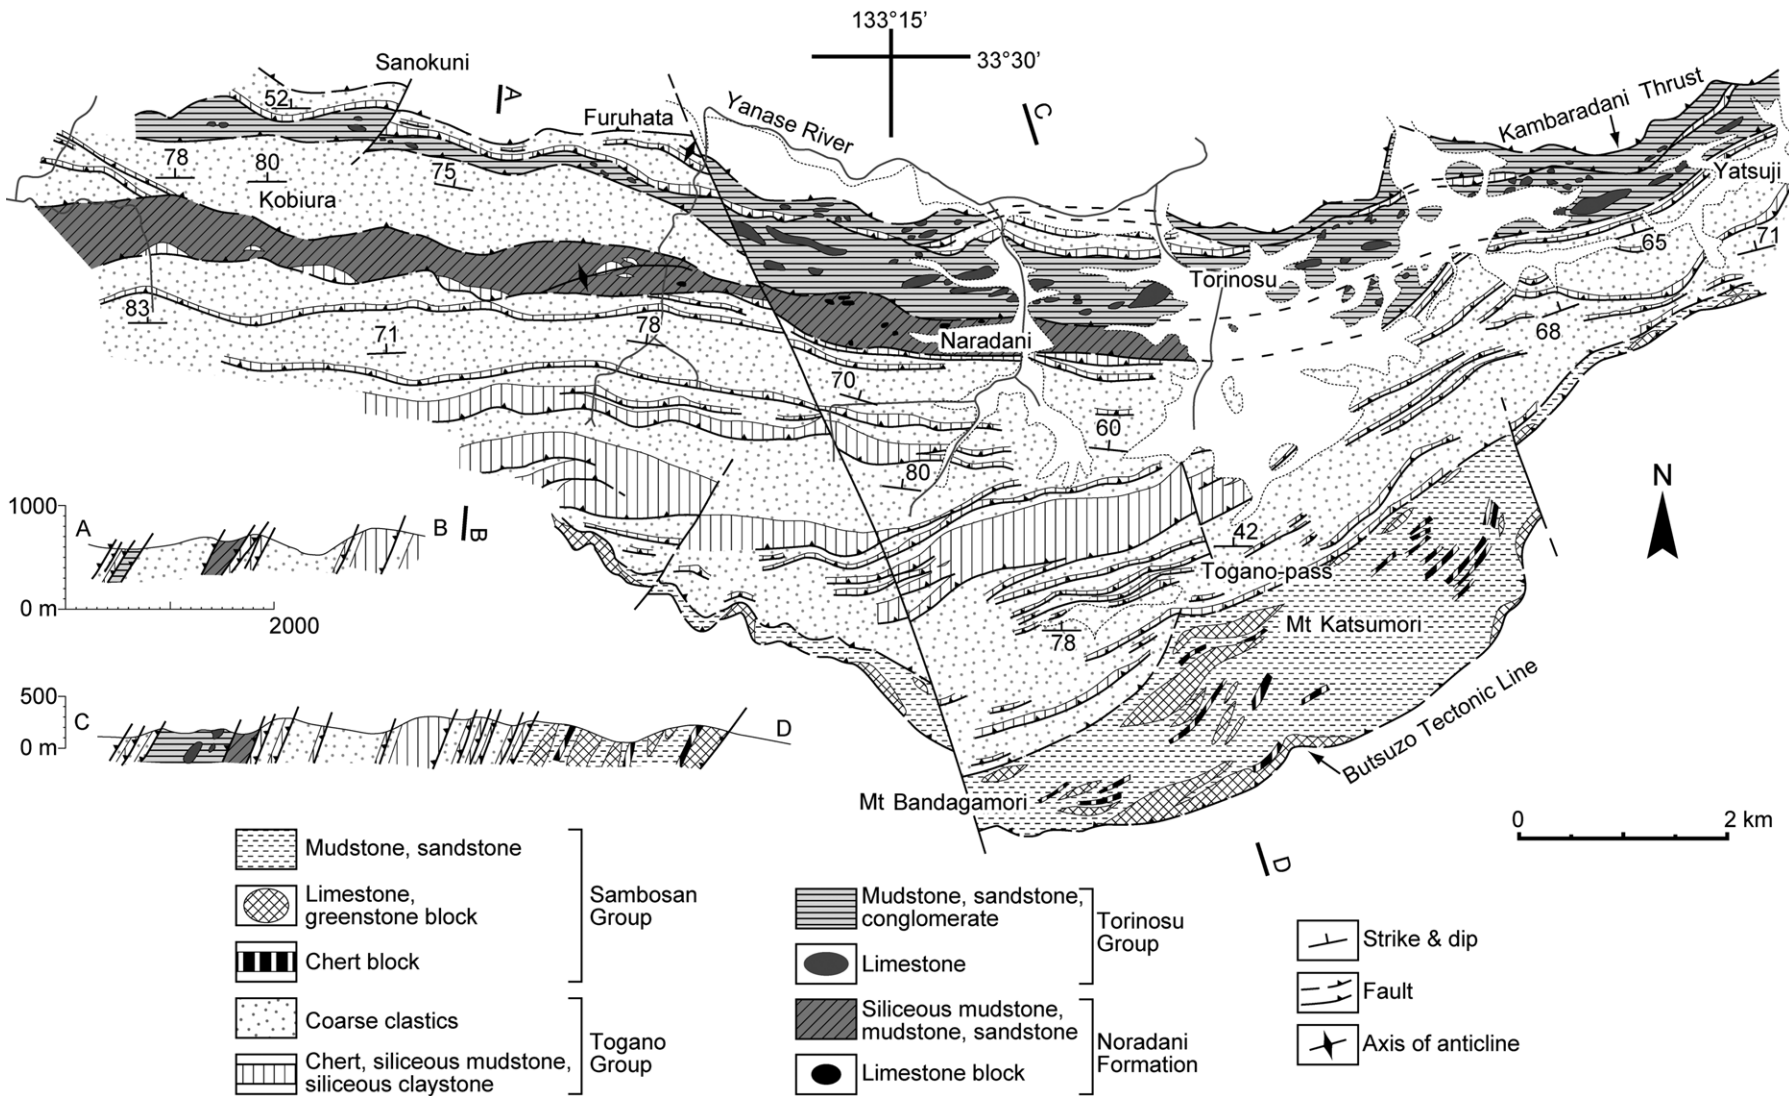 133°15’
33°30’
Sanokuni
A
C
52
Furuhata
Yanase River
Kambaradani Thrust
78
80
75
Kobiura
Yatsuji
65
71
Torinosu
83
71
78
Naradani
68
70
60
80
N
1000
A
B
B
0 m
2000
42
Togano-pass
Mt Katsumori
78
500
C
D
0 m
Butsuzo Tectonic Line
Mt Bandagamori
0
2 km
D
Mudstone, sandstone
Limestone,
greenstone block
Chert block
Sambosan
Group
Coarse clastics
Chert, siliceous mudstone,
siliceous claystone
Togano
Group
Mudstone, sandstone,
conglomerate
Limestone
Torinosu
Group
Siliceous mudstone,
mudstone, sandstone
Limestone block
Noradani
Formation
Strike & dip
Fault
Axis of anticline